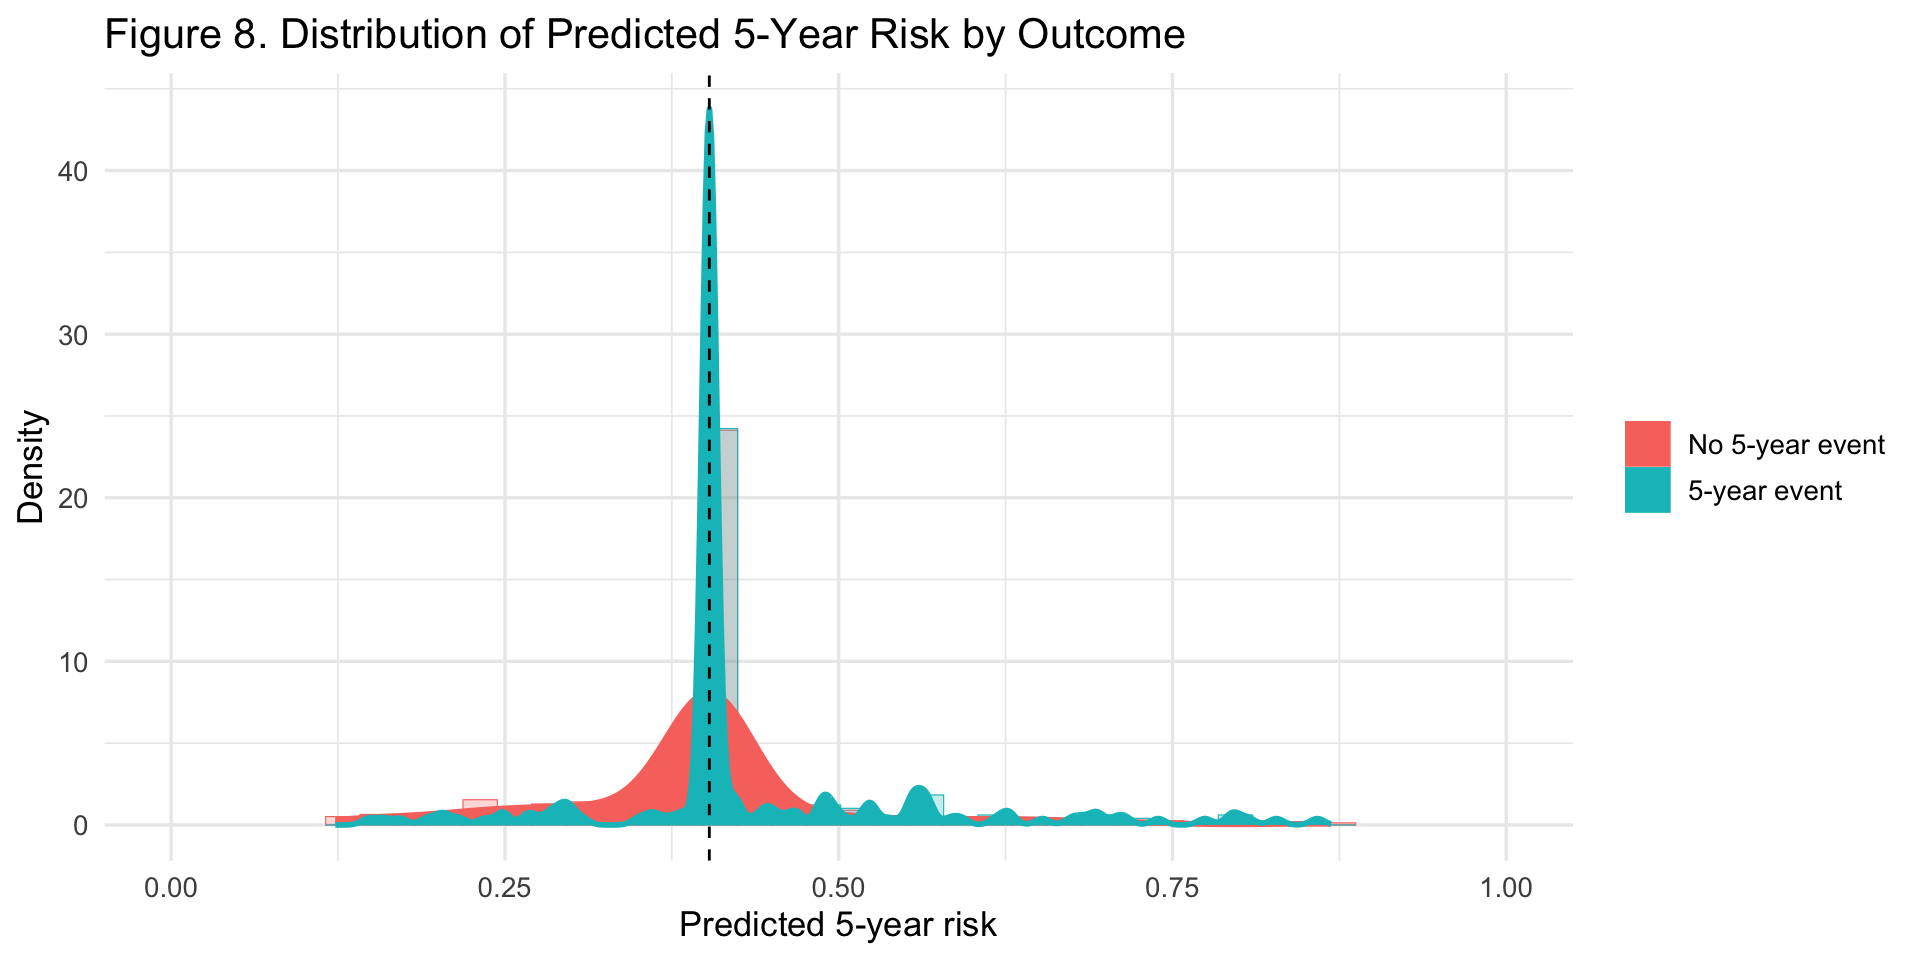 Figure 8. Distribution of Predicted 5-Year Risk by Outcome
Density
40
30
20
10
0
0.00
0.25
0.50
0.75
1.00
Predicted 5-year risk
No 5-year event
5-year event